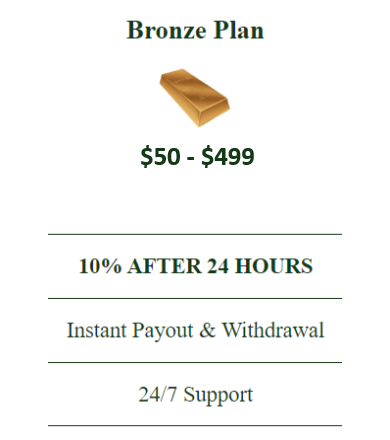 Bronze Plan
$50 - $499
10% AFTER 24 HOURS
Instant Payout & Withdrawal
24/7 Support